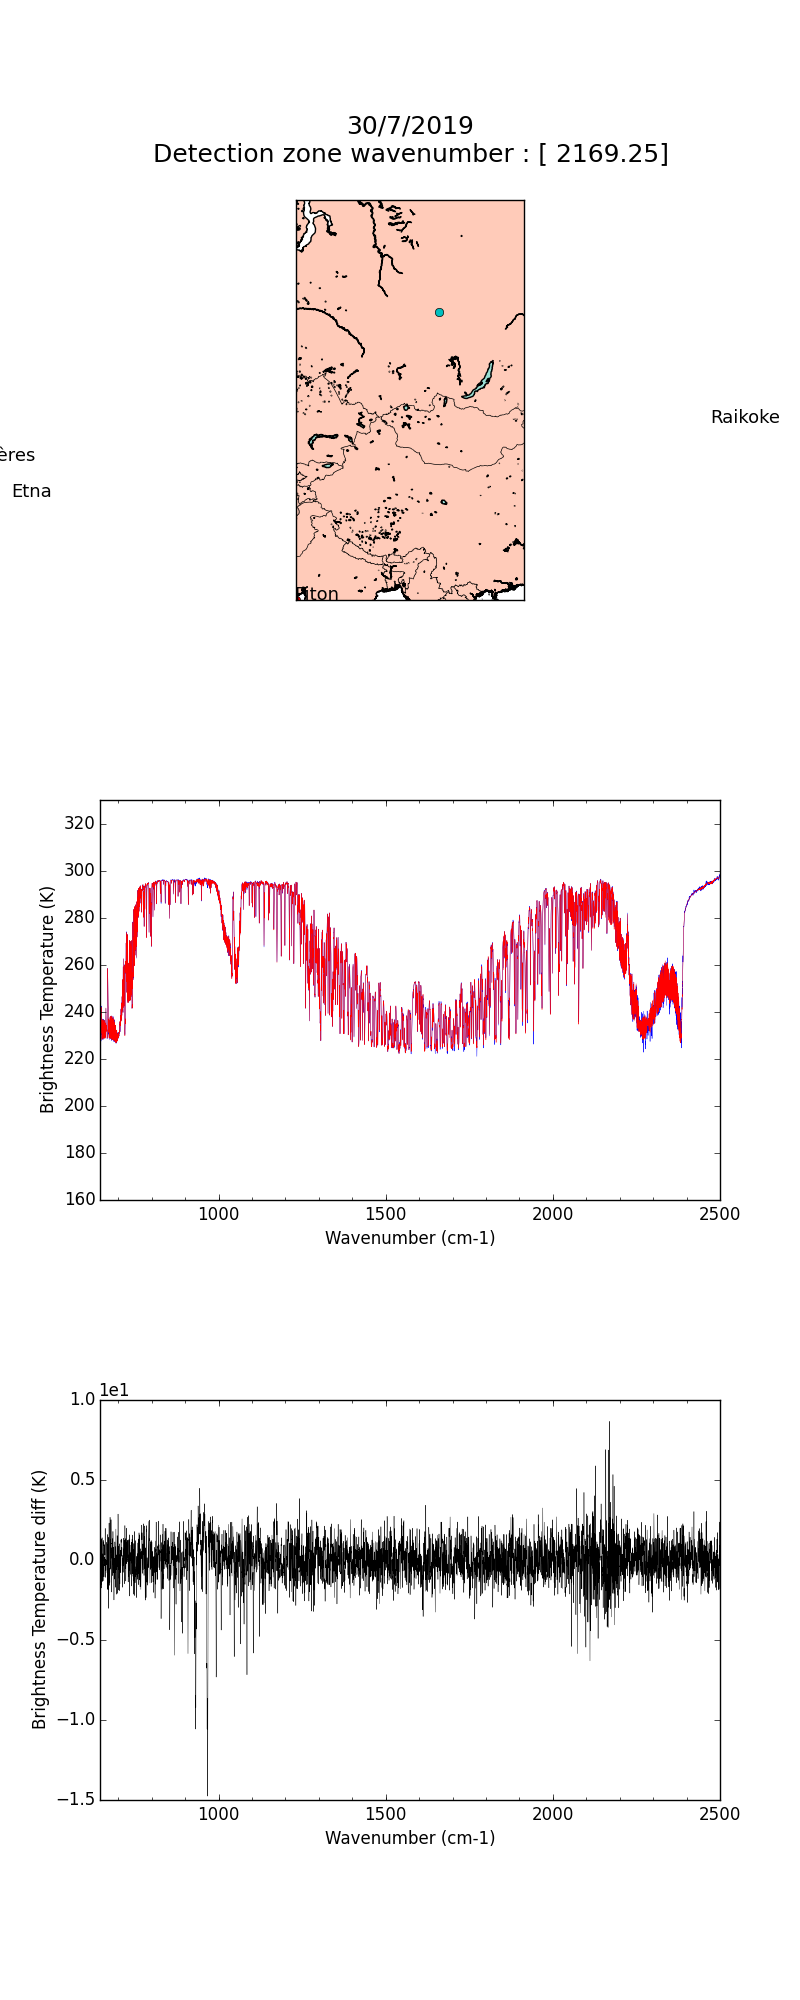 30/7/2019
Detection zone wavenumber : [ 2169.25]
Raikoke
ères
Etna
Piton
320
300
280
260
240
220
200
180
160
Brightness Temperature (K)
1000 1500 2000 2500
Wavenumber (cm-1)
1e1
1.0
0.5
0.0
−0.5
−1.0
−1.5
Brightness Temperature diff (K)
1000 1500 2000 2500
Wavenumber (cm-1)